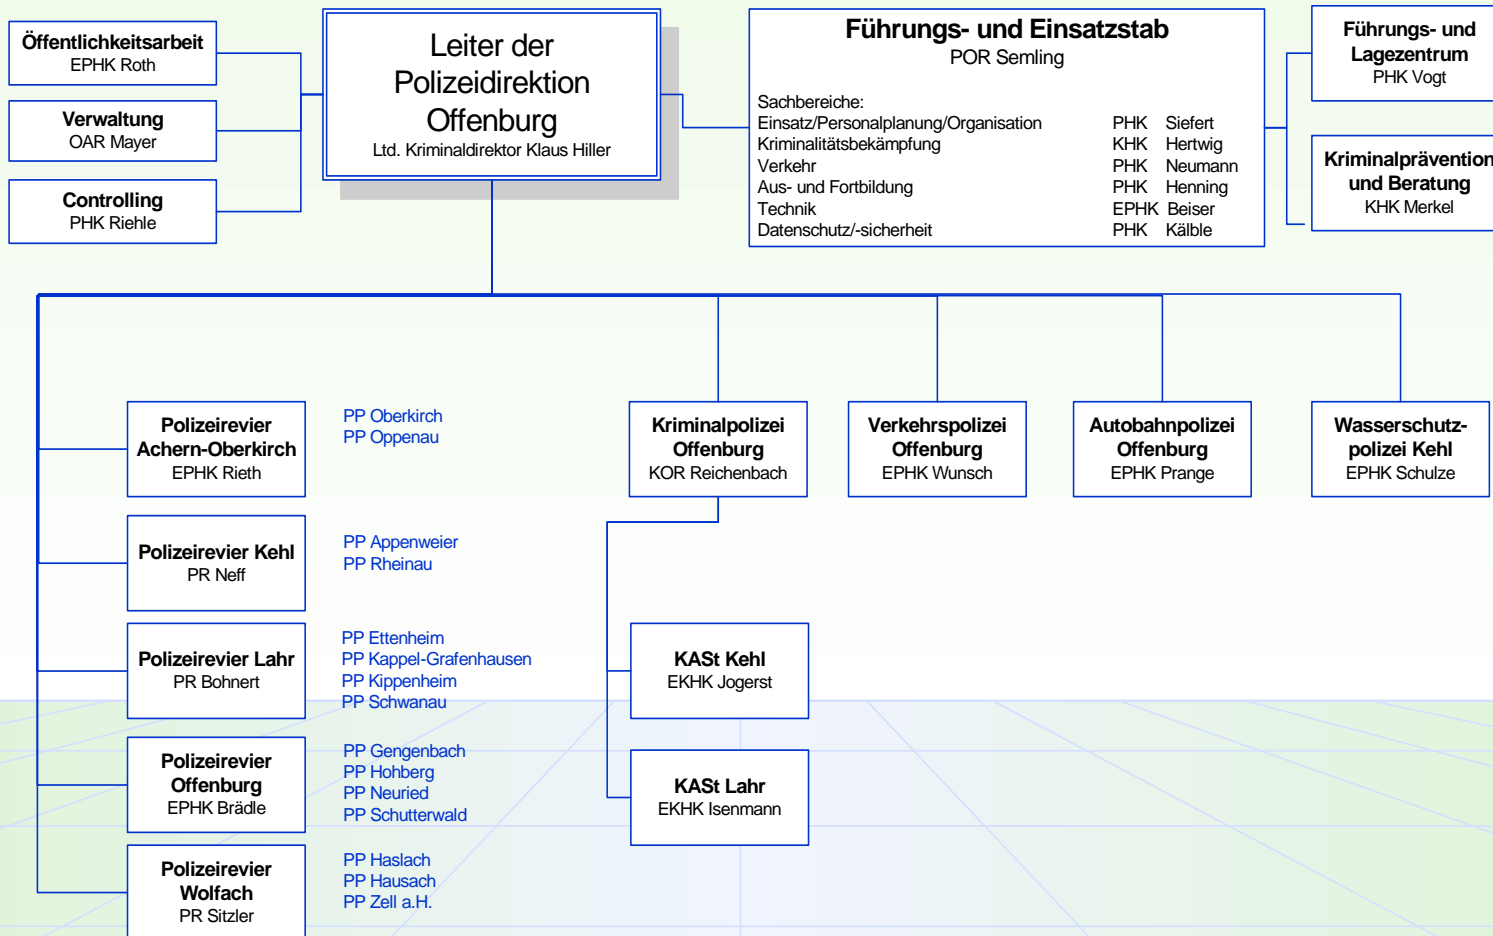 Öffentlichkeitsarbeit
EPHK Roth
Verwaltung
OAR Mayer
Controlling
PHK Riehle
Leiter der
Polizeidirektion
Offenburg
Ltd. Kriminaldirektor Klaus Hiller
Führungs- und Einsatzstab
POR Semling
Sachbereiche:
Einsatz/Personalplanung/Organisation PHK Siefert
Kriminalitätsbekämpfung KHK Hertwig
Verkehr PHK Neumann
Aus- und Fortbildung PHK Henning
Technik EPHK Beiser
Datenschutz/-sicherheit PHK Kälble
Führungs- und
Lagezentrum
PHK Vogt
Kriminalprävention
und Beratung
KHK Merkel
Polizeirevier
Achern-Oberkirch
EPHK Rieth
PP Oberkirch
PP Oppenau
Polizeirevier Kehl
PR Neff
PP Appenweier
PP Rheinau
Polizeirevier Lahr
PR Bohnert
PP Ettenheim
PP Kappel-Grafenhausen
PP Kippenheim
PP Schwanau
Polizeirevier
Offenburg
EPHK Brädle
PP Gengenbach
PP Hohberg
PP Neuried
PP Schutterwald
Polizeirevier
Wolfach
PR Sitzler
PP Haslach
PP Hausach
PP Zell a.H.
Kriminalpolizei
Offenburg
KOR Reichenbach
KASt Kehl
EKHK Jogerst
KASt Lahr
EKHK Isenmann
Verkehrspolizei
Offenburg
EPHK Wunsch
Autobahnpolizei
Offenburg
EPHK Prange
Wasserschutz-
polizei Kehl
EPHK Schulze